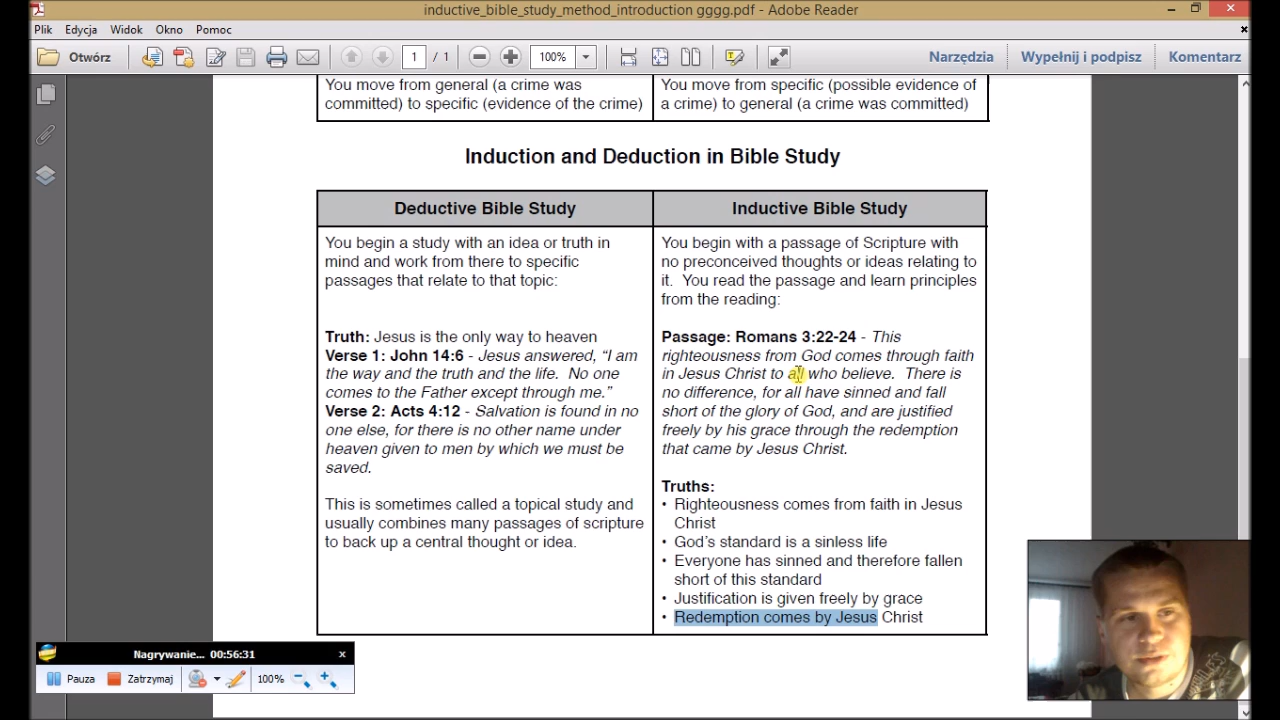 inductive_bible_study_method_introduction gggg.pdf - Adobe Reader
Plik Edycja Widok Okno Pomoc
Otwórz 1 / 1 100% Narzędzia Wypełnij i podpisz Komentarz
You move from general (a crime was
committed) to specific (evidence of the crime)
You move from specific (possible evidence of
a crime) to general (a crime was committed)
Induction and Deduction in Bible Study
Deductive Bible Study
You begin a study with an idea or truth in
mind and work from there to specific
passages that relate to that topic:
Truth: Jesus is the only way to heaven
Verse 1: John 14:6 - Jesus answered, “I am
the way and the truth and the life. No one
comes to the Father except through me.”
Verse 2: Acts 4:12 - Salvation is found in no
one else, for there is no other name under
heaven given to men by which we must be
saved.
This is sometimes called a topical study and
usually combines many passages of scripture
to back up a central thought or idea.
Inductive Bible Study
You begin with a passage of Scripture with
no preconceived thoughts or ideas relating to
it. You read the passage and learn principles
from the reading:
Passage: Romans 3:22-24 - This
righteousness from God comes through faith
in Jesus Christ to all who believe. There is
no difference, for all have sinned and fall
short of the glory of God, and are justified
freely by his grace through the redemption
that came by Jesus Christ.
Truths:
• Righteousness comes from faith in Jesus
Christ
• God’s standard is a sinless life
• Everyone has sinned and therefore fallen
short of this standard
• Justification is given freely by grace
• Redemption comes by Jesus Christ
Nagrywanie... 00:56:31
Pauza Zatrzymaj 100%